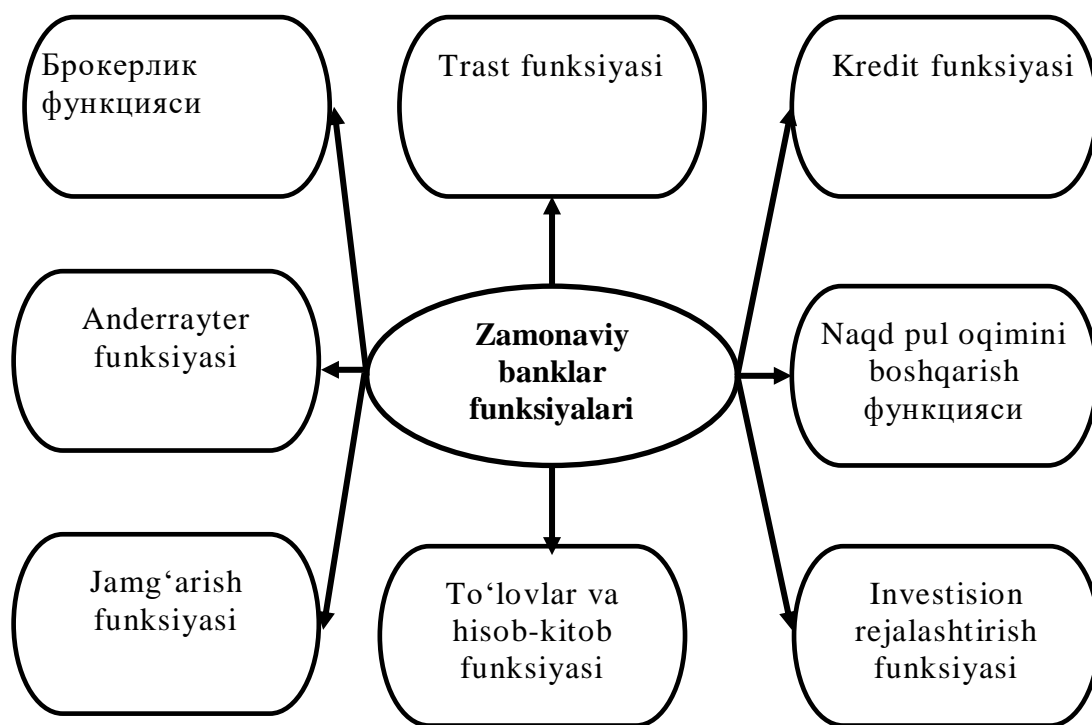 Брокерлик
функцияси
Trast funksiyasi
Kredit funksiyasi
Anderrayter
funksiyasi
Zamonaviy
banklar
funksiyalari
Naqd pul oqimini
boshqarish
функцияси
Jamg‘arish
funksiyasi
To‘lovlar va
hisob-kitob
funksiyasi
Investision
rejalashtirish
funksiyasi